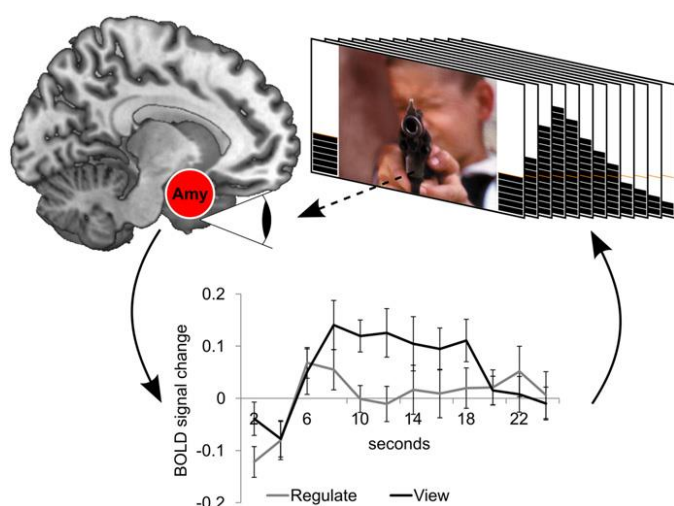 Amy
0.2
0.1
0
-0.1
-0.2
BOLD signal change
2 6 10 14 18 22
seconds
Regulate View